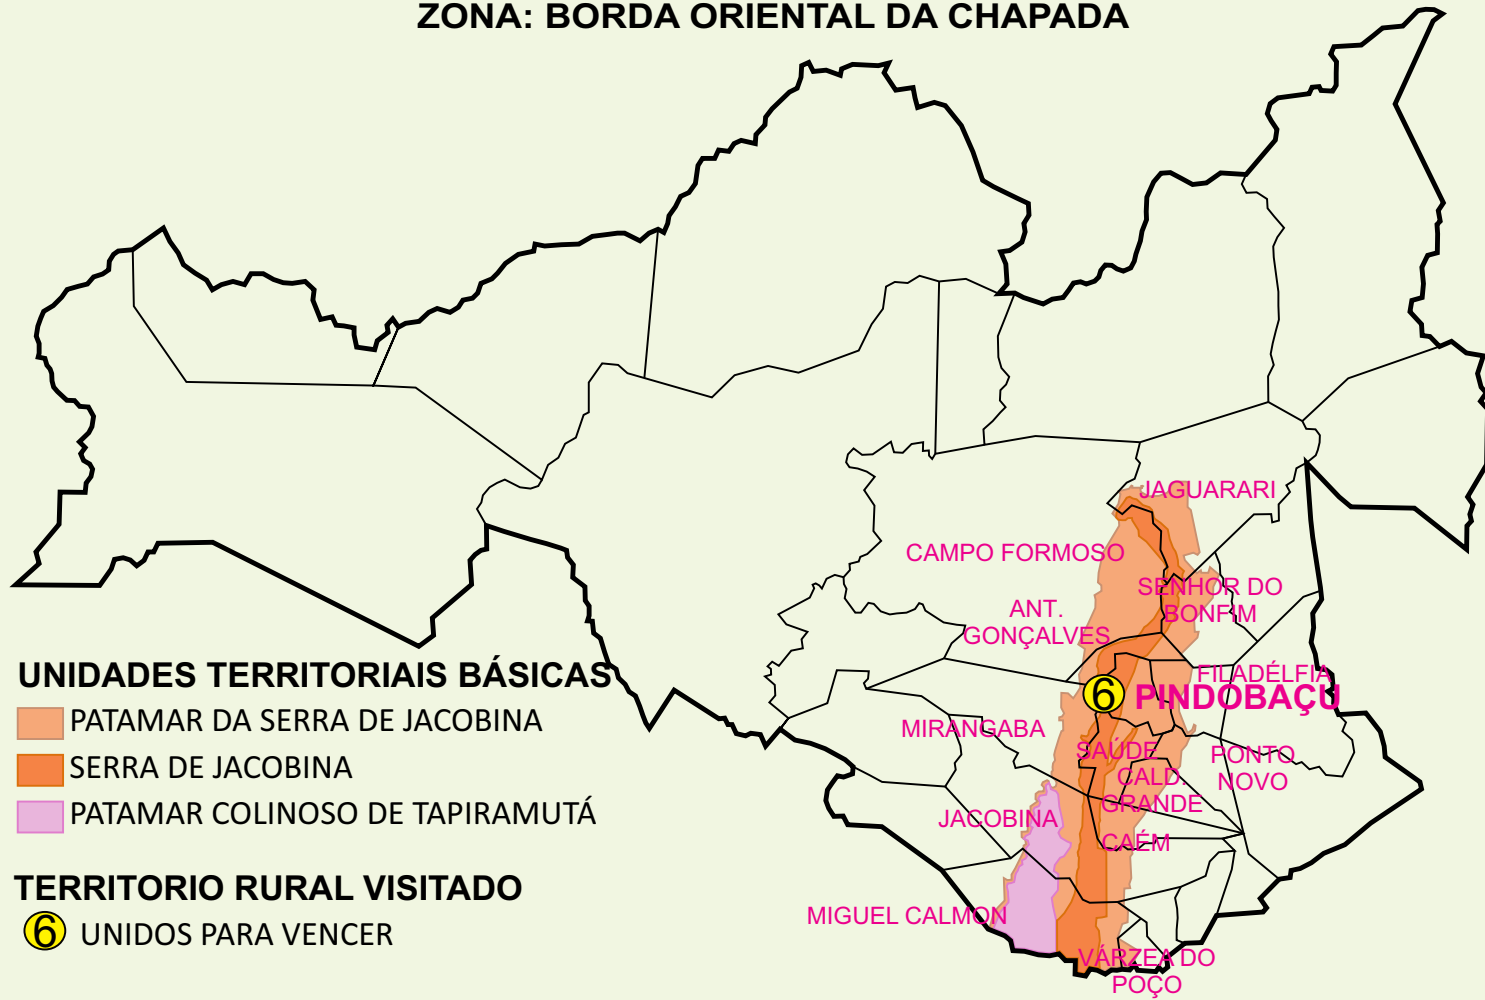 ZONA: BORDA ORIENTAL DA CHAPADA
JAGUARARI
CAMPO FORMOSO
SENHOR DO
BONFIM
ANT.
GONÇALVES
FILADÉLFIA
6 PINDOBAÇU
MIRANGABA
SAÚDE
PONTO
NOVO
CALD.
GRANDE
JACOBINA
CAÉM
MIGUEL CALMON
VÁRZEA DO
POÇO
UNIDADES TERRITORIAIS BÁSICAS
PATAMAR DA SERRA DE JACOBINA
SERRA DE JACOBINA
PATAMAR COLINOSO DE TAPIRAMUTÁ
TERRITORIO RURAL VISITADO
6 UNIDOS PARA VENCER